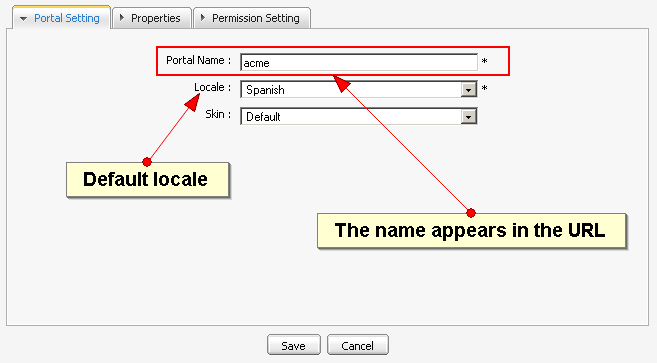 Portal Setting Properties Permission Setting
Portal Name : acme *
Locale : Spanish *
Skin : Default
Default locale
The name appears in the URL
Save Cancel